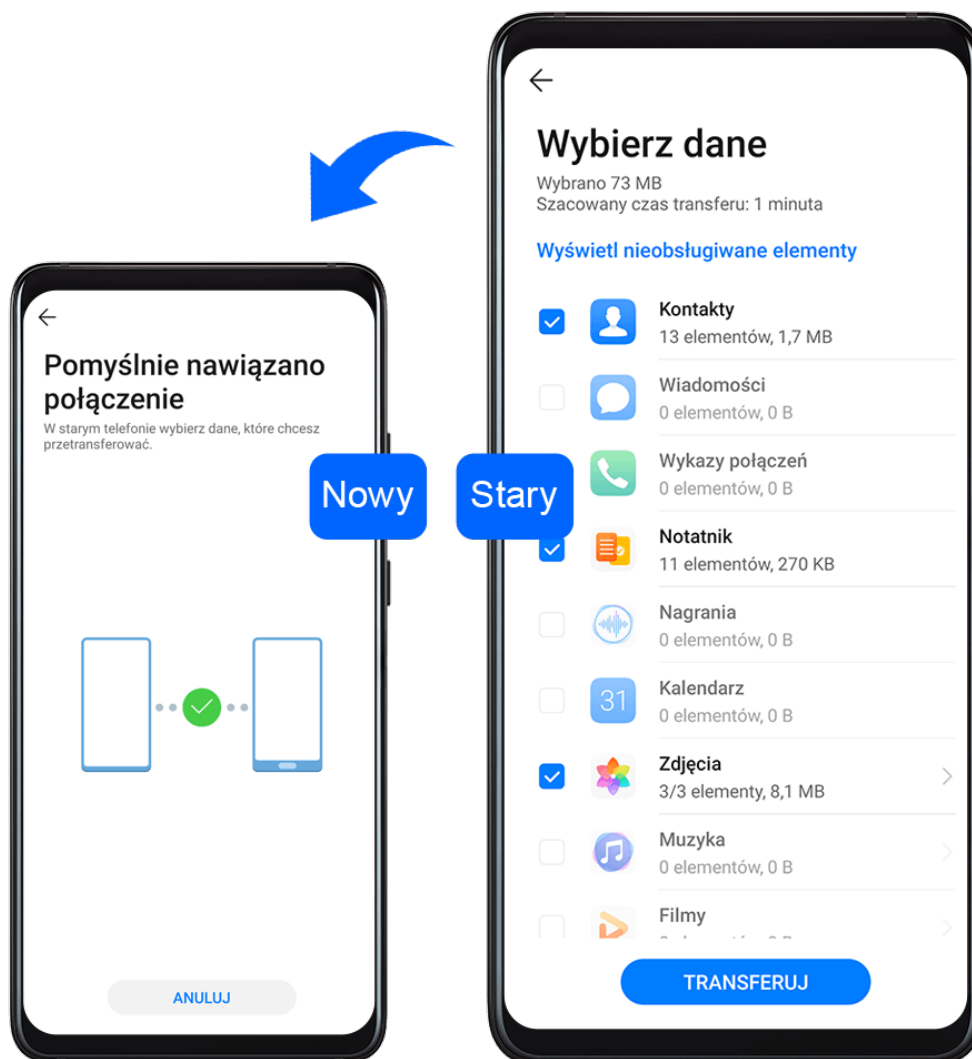 Pomyślnie nawiązano
połączenie
W starym telefonie wybierz dane, które chcesz
przetransferować.
Nowy
ANULUJ
Stary
Wybierz dane
Wybrano 73 MB
Szacowany czas transferu: 1 minuta
Wyświetl nieobsługiwane elementy
Kontakty
13 elementów, 1,7 MB
Wiadomości
0 elementów, 0 B
Wykazy połączeń
0 elementów, 0 B
Notatnik
11 elementów, 270 KB
Nagrania
0 elementów, 0 B
31
Kalendarz
0 elementów, 0 B
Zdjęcia
3/3 elementy, 8,1 MB
Muzyka
0 elementów, 0 B
Filmy
TRANSFERUJ